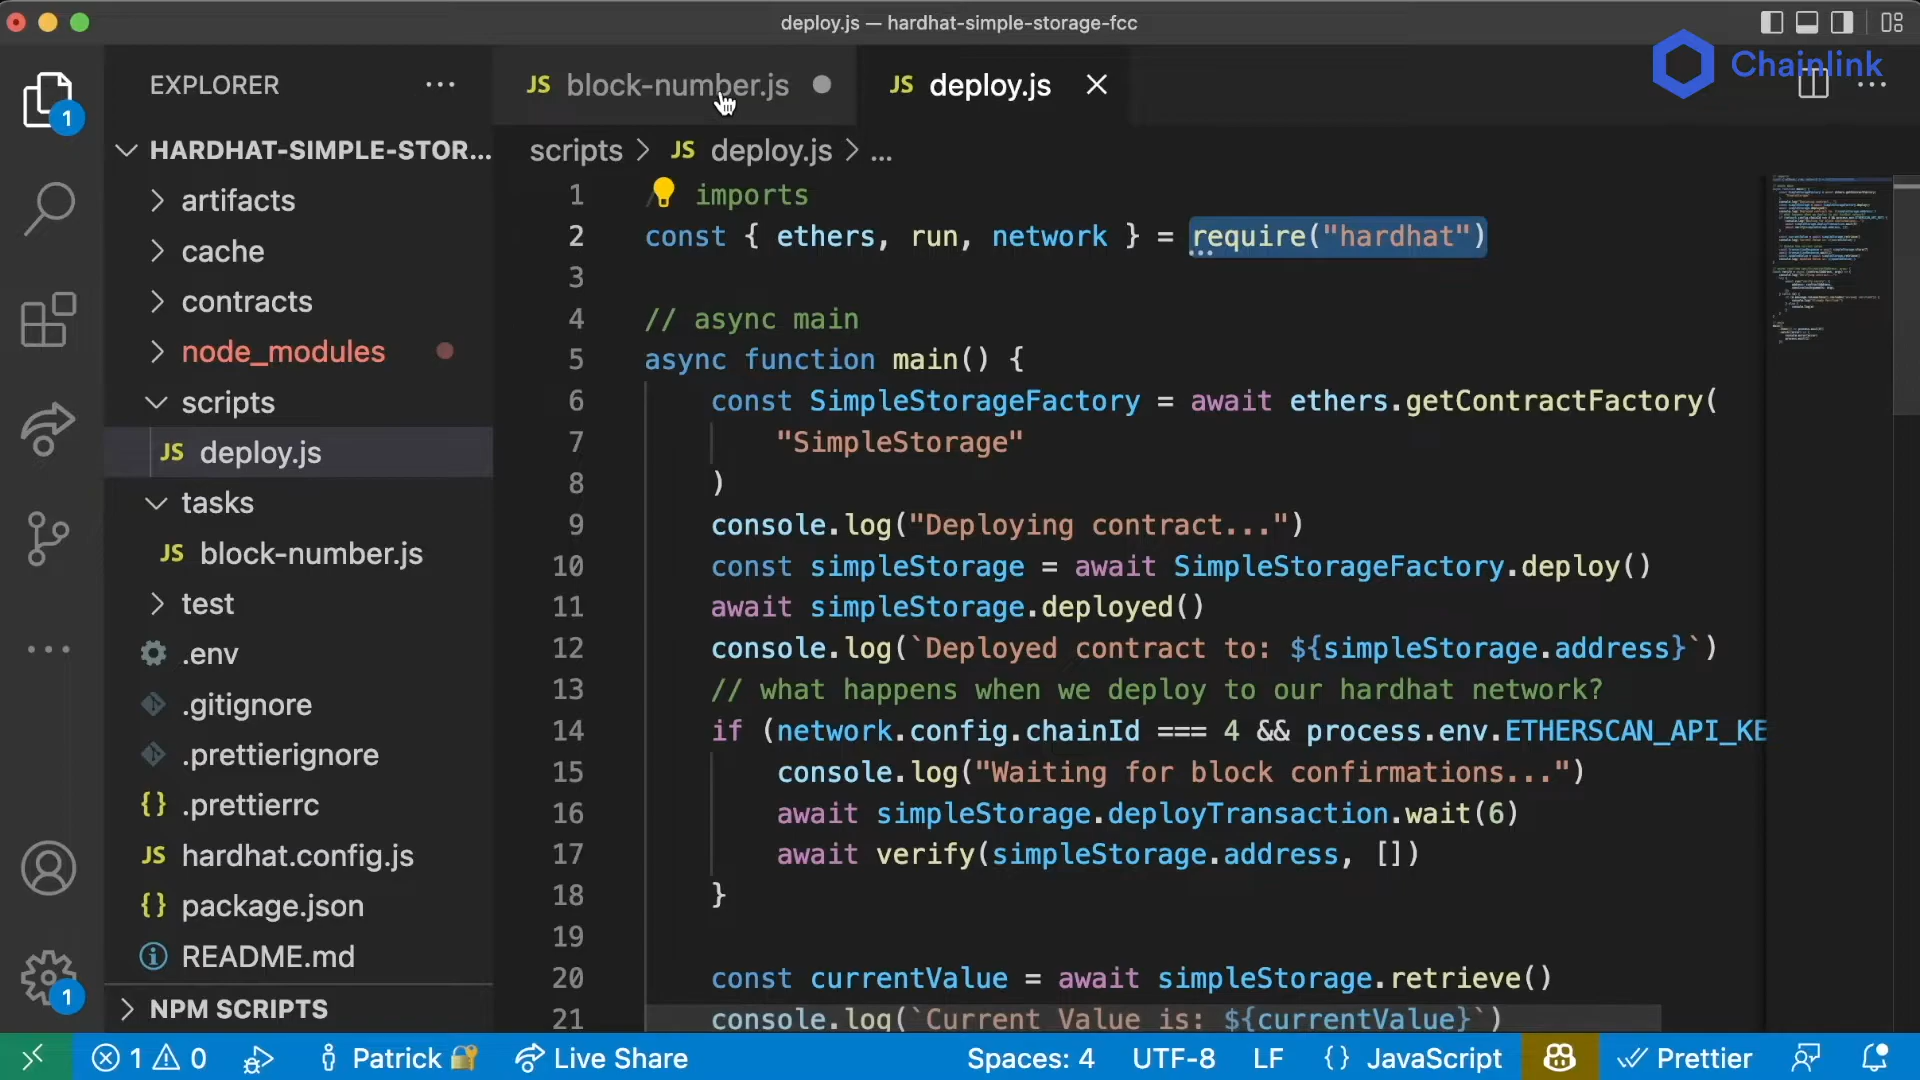 deploy.js — hardhat-simple-storage-fcc
Chainlink
EXPLORER
JS block-number.js
JS deploy.js
1
HARDHAT-SIMPLE-STOR...
artifacts
cache
contracts
node_modules
scripts
JS deploy.js
tasks
JS block-number.js
test
.env
.gitignore
.prettierignore
{} .prettierrc
JS hardhat.config.js
{} package.json
README.md
NPM SCRIPTS
1
scripts > JS deploy.js > ...
1 imports
2 const { ethers, run, network } = require("hardhat")
3
4 // async main
5 async function main() {
6 const SimpleStorageFactory = await ethers.getContractFactory(
7 "SimpleStorage"
8 )
9 console.log("Deploying contract...")
10 const simpleStorage = await SimpleStorageFactory.deploy()
11 await simpleStorage.deployed()
12 console.log(`Deployed contract to: ${simpleStorage.address}`)
13 // what happens when we deploy to our hardhat network?
14 if (network.config.chainId === 4 && process.env.ETHERSCAN_API_KE
15 console.log("Waiting for block confirmations...")
16 await simpleStorage.deployTransaction.wait(6)
17 await verify(simpleStorage.address, [])
18 }
19
20 const currentValue = await simpleStorage.retrieve()
21 console.log(`Current Value is: ${currentValue}`)
1 0 Patrick Live Share Spaces: 4 UTF-8 LF {} JavaScript Prettier